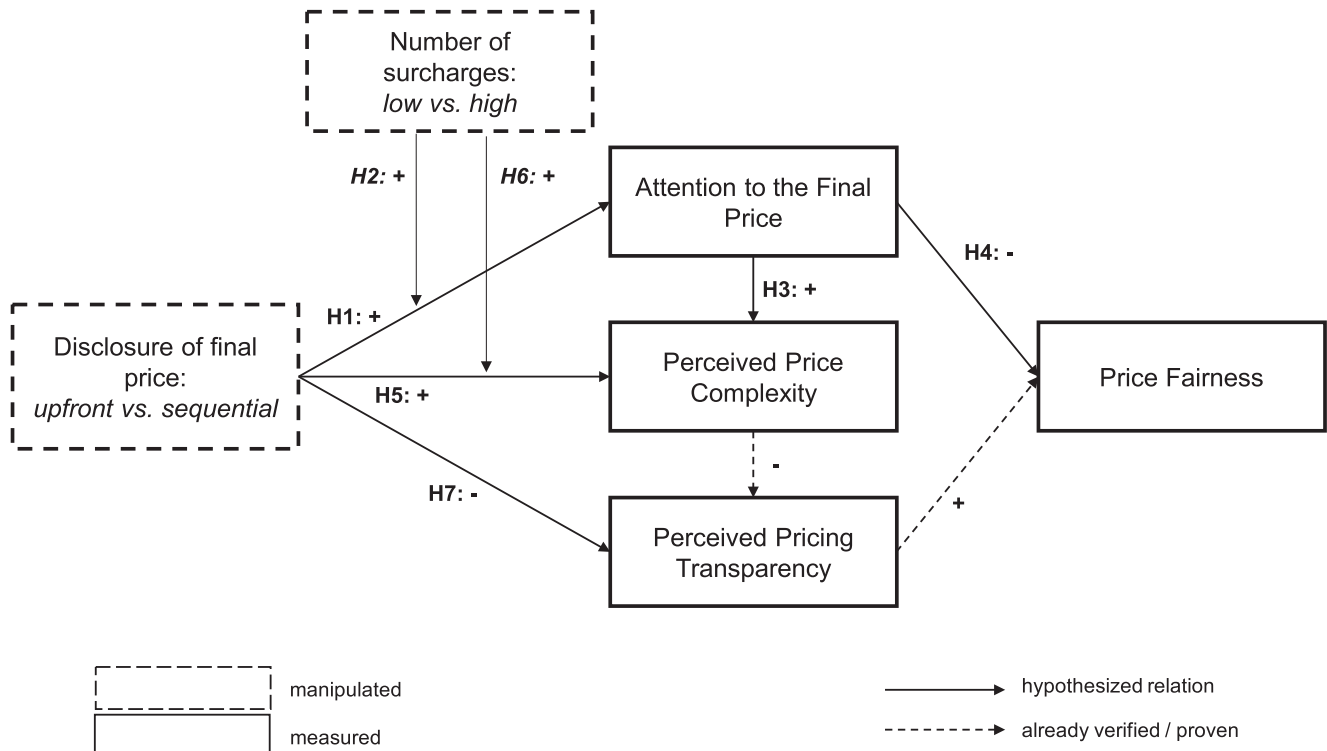 Number of
surcharges:
low vs. high
H2: +
H6: +
Attention to the Final
Price
H4: -
H3: +
H1: +
Disclosure of final
price:
upfront vs. sequential
Perceived Price
Complexity
Price Fairness
H5: +
-
H7: -
+
Perceived Pricing
Transparency
manipulated
measured
hypothesized relation
already verified / proven